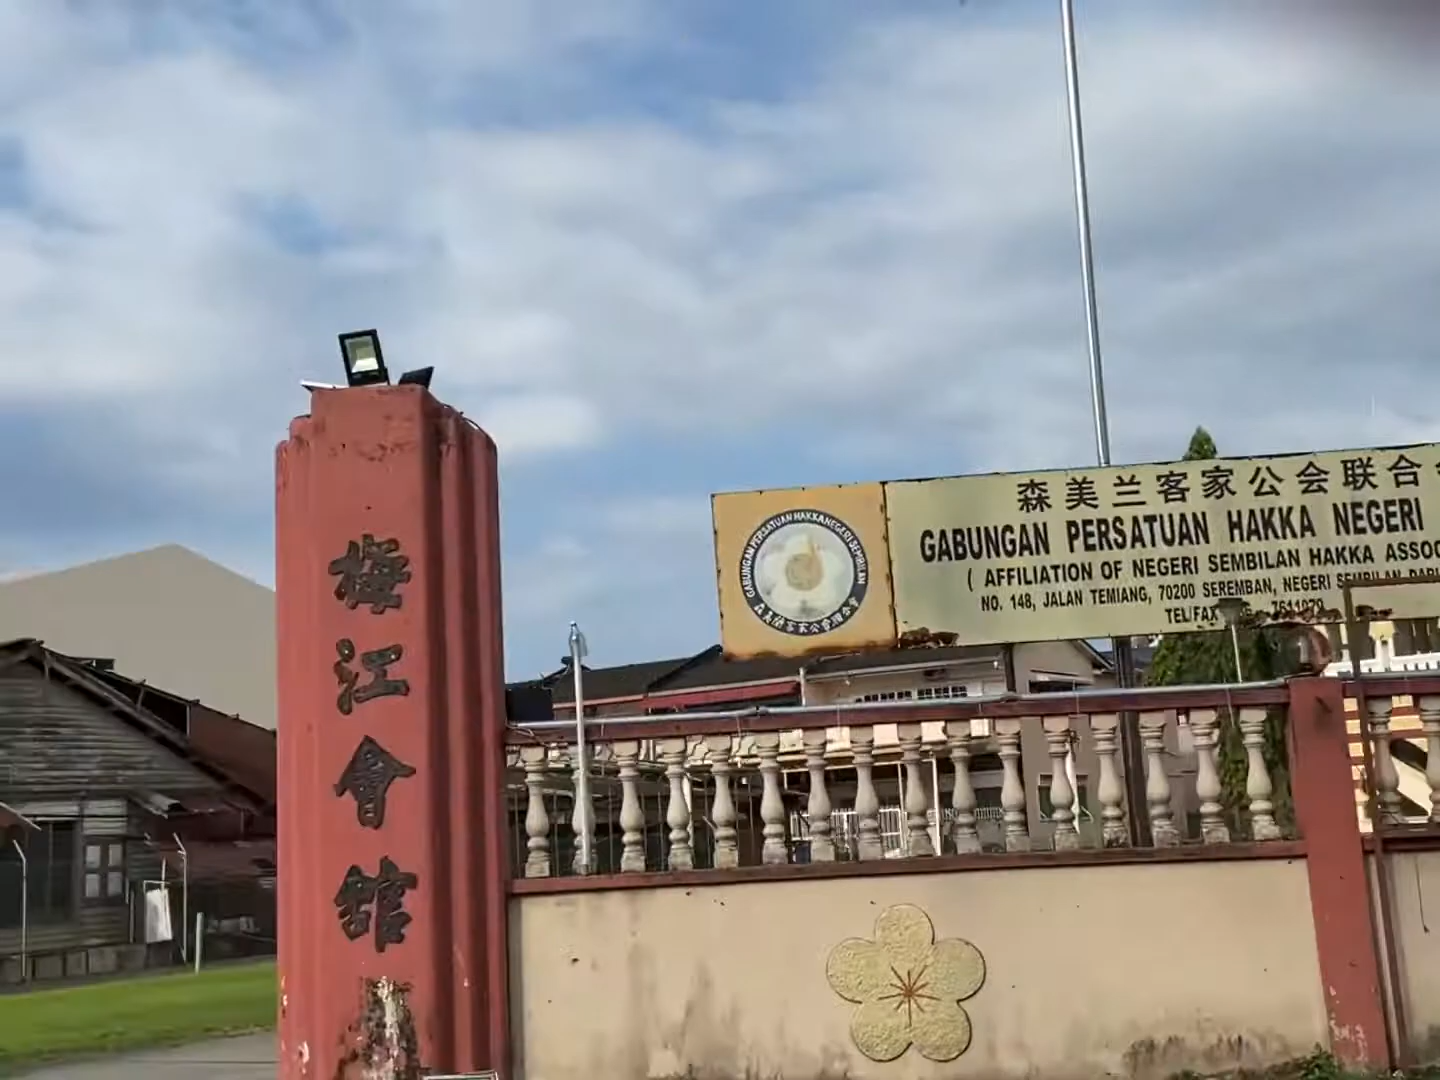 梅江會館
森美兰客家公会联合
GABUNGAN PERSATUAN HAKKA NEGERI
( AFFILIATION OF NEGERI SEMBILAN HAKKA ASSOC
NO. 148, JALAN TEMIANG, 70200 SEREMBAN, NEGERI SEMBILAN
TEL/FAX
GABUNGAN PERSATUAN HAKKA NEGERI SEMBILAN